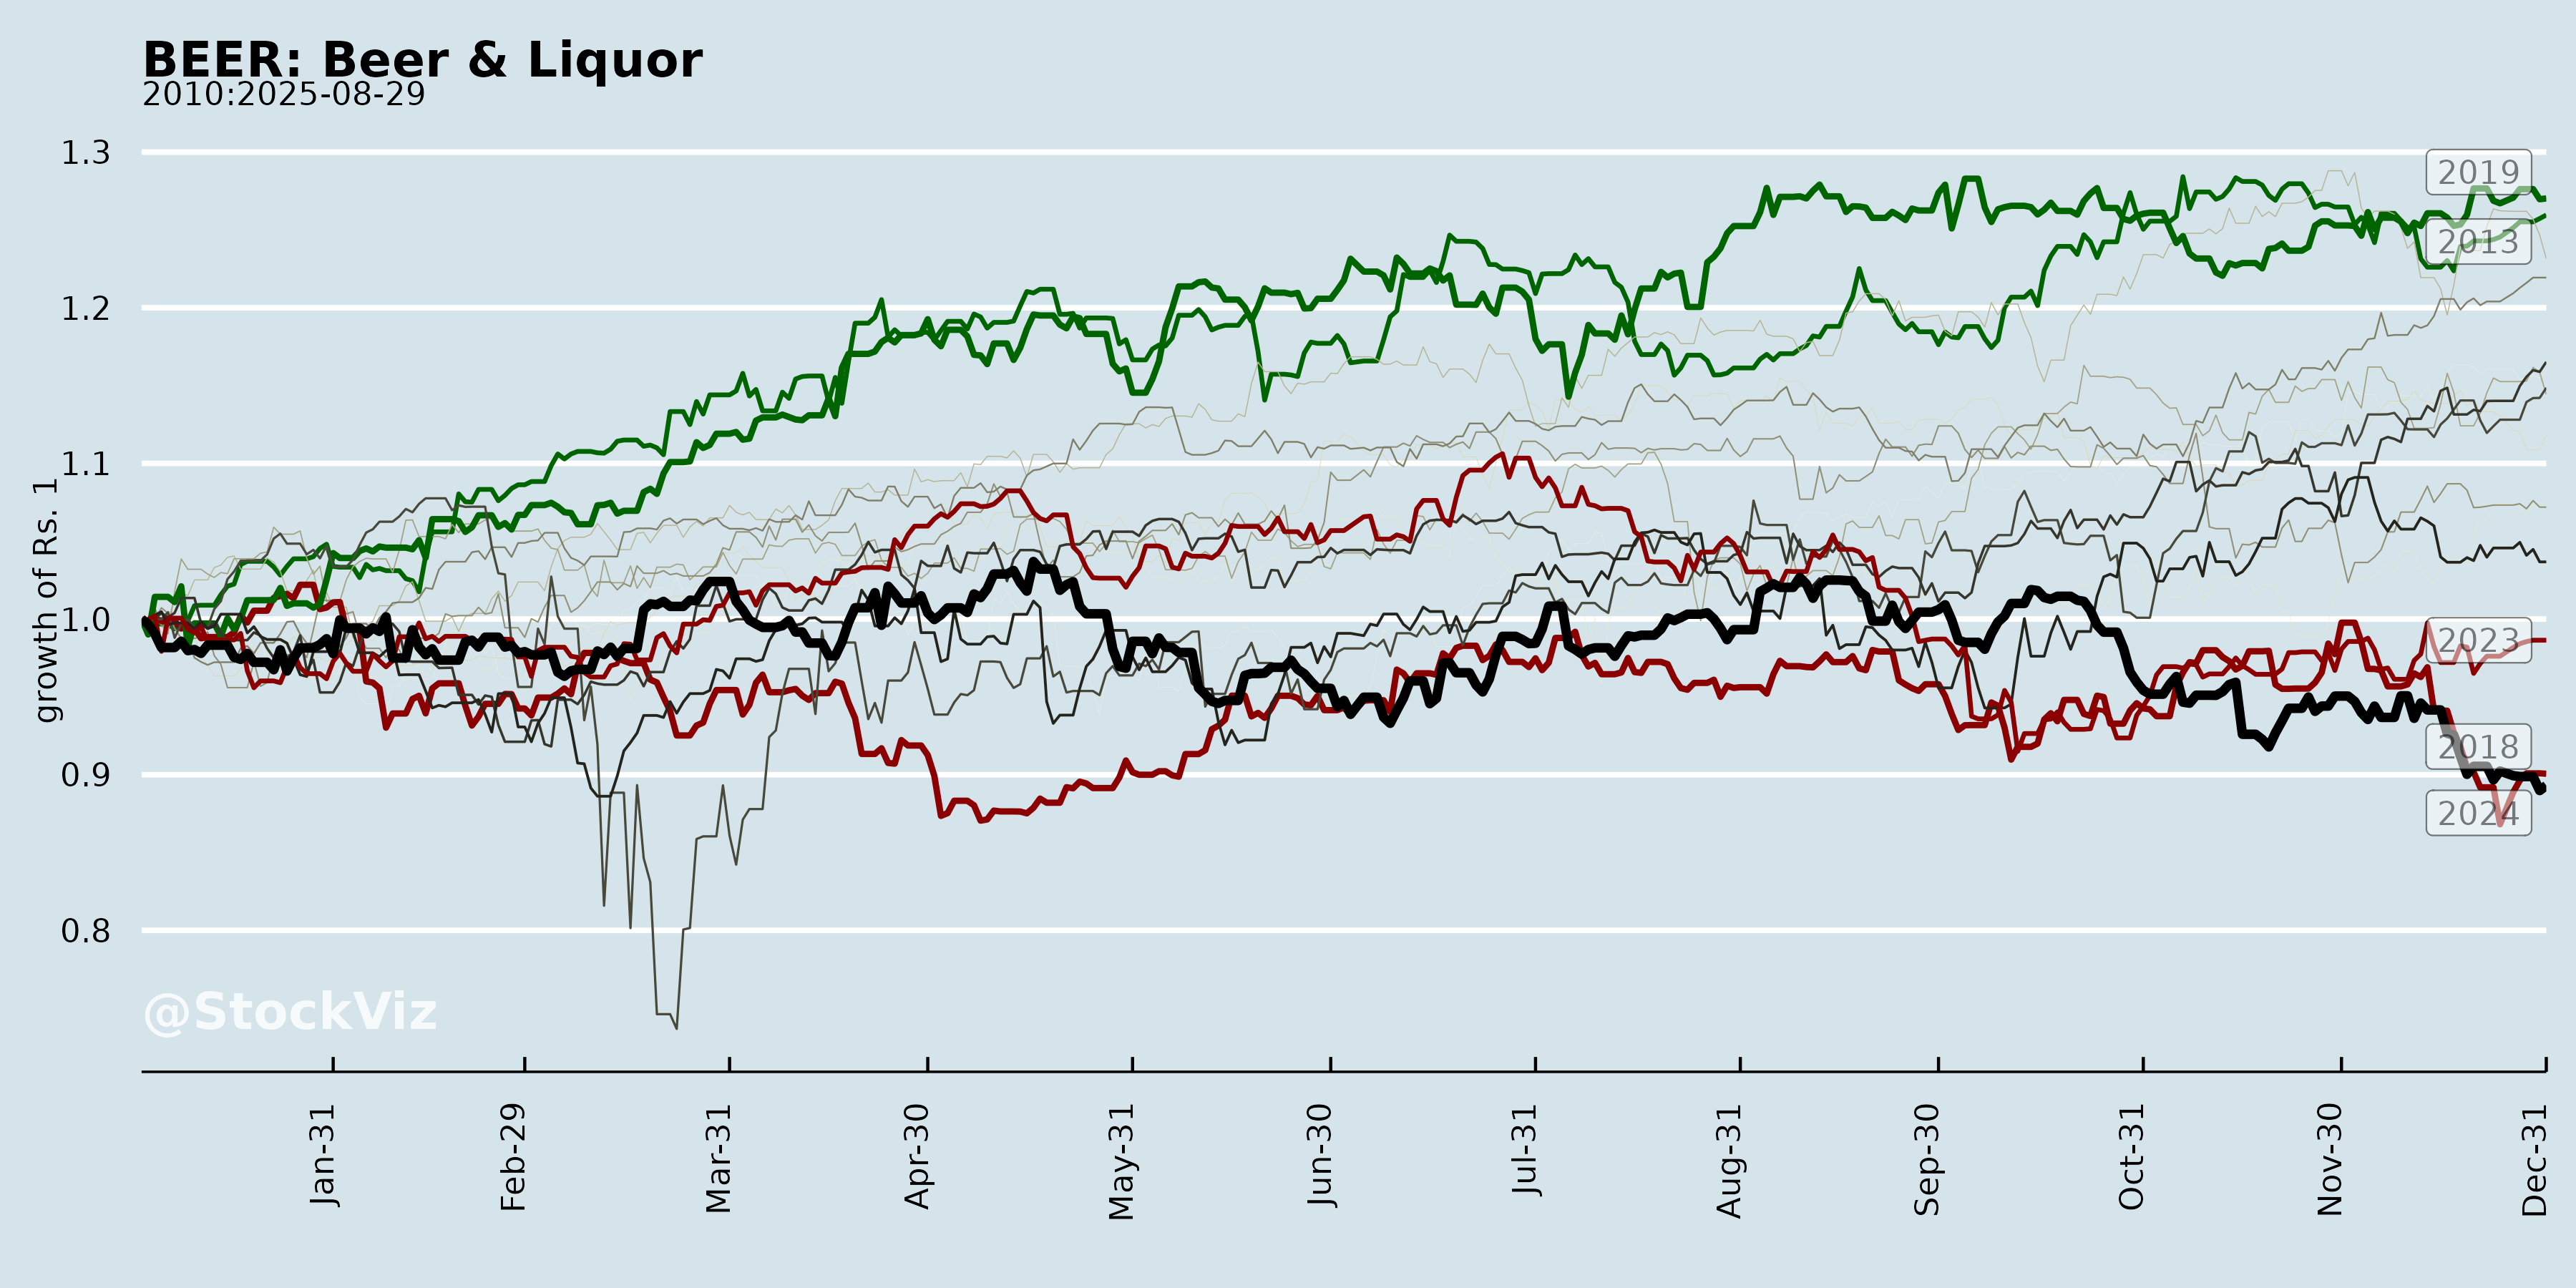 BEER: Beer & Liquor
2010:2025-08-29
growth of Rs. 1
1.3
1.2
1.1
1.0
0.9
0.8
2019
2013
2023
2018
2024
@StockViz
Jan-31
Feb-29
Mar-31
Apr-30
May-31
Jun-30
Jul-31
Aug-31
Sep-30
Oct-31
Nov-30
Dec-31